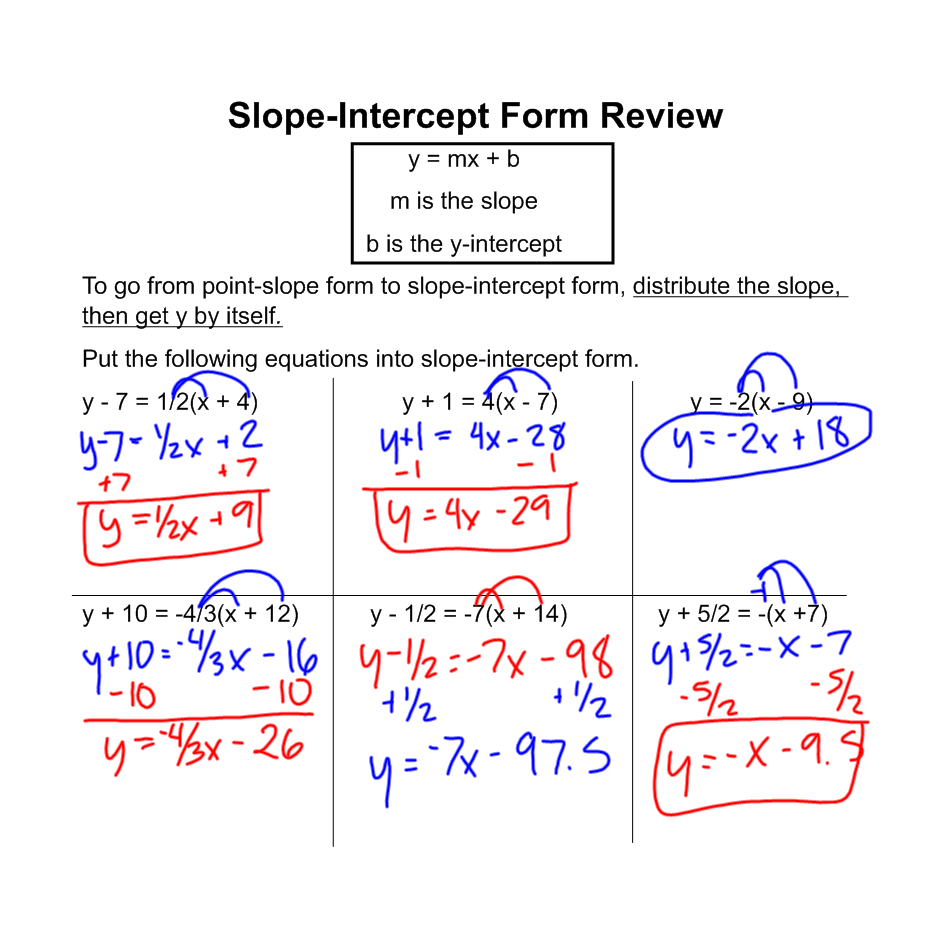 Slope-Intercept Form Review
y = mx + b
m is the slope
b is the y-intercept
To go from point-slope form to slope-intercept form, distribute the slope,
then get y by itself.
Put the following equations into slope-intercept form.
y - 7 = 1/2(x + 4)
y-7 = 1/2x + 2
+7 +7
y = 1/2x + 9
y + 1 = 4(x - 7)
y+1 = 4x - 28
-1 -1
y = 4x - 29
y = -2(x - 9)
y = -2x + 18
y + 10 = -4/3(x + 12)
y+10 = -4/3x - 16
-10 -10
y = -4/3x - 26
y - 1/2 = -7(x + 14)
y-1/2 = -7x - 98
+1/2 +1/2
y = -7x - 97.5
y + 5/2 = -(x +7)
-1
y+5/2 = -x - 7
-5/2 -5/2
y = -x - 9.5